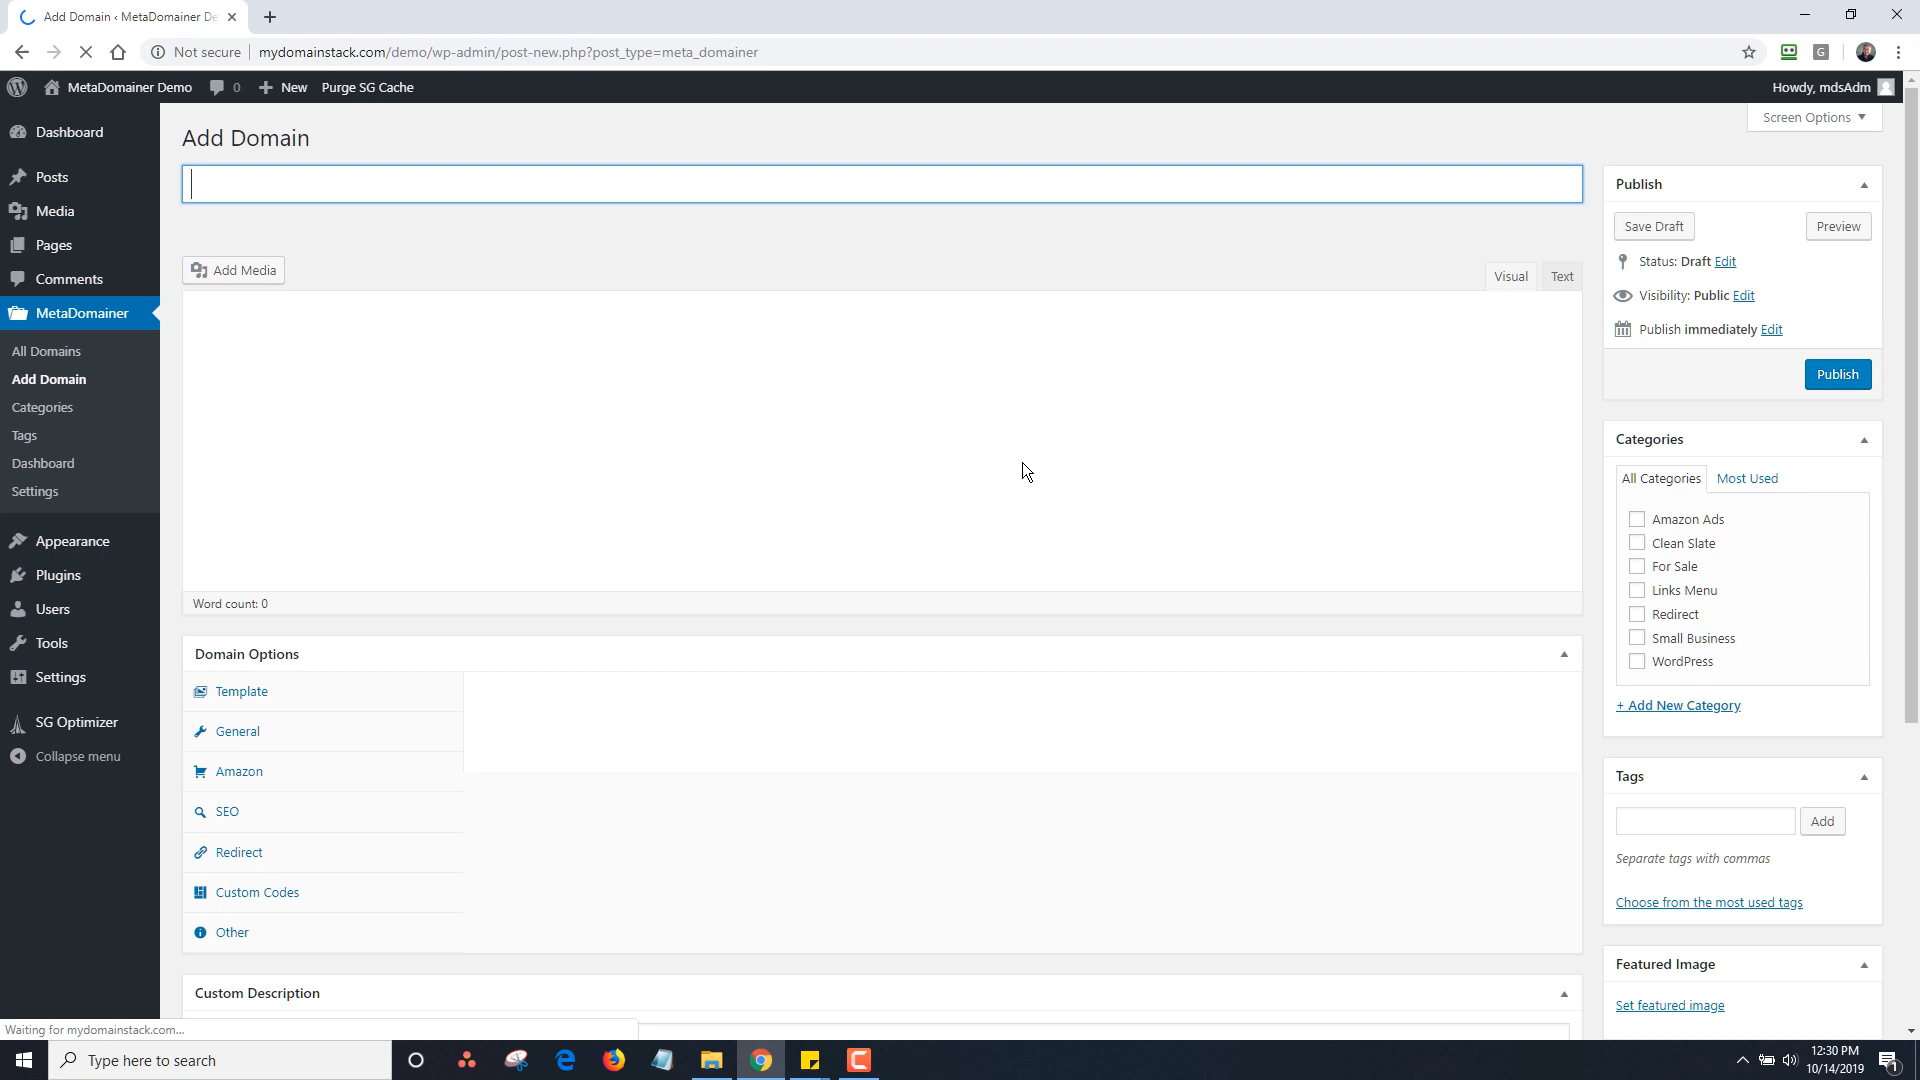 Add Domain ‹ MetaDomainer De
Not secure
mydomainstack.com/demo/wp-admin/post-new.php?post_type=meta_domainer
G
MetaDomainer Demo
0
New
Purge SG Cache
Howdy, mdsAdm
Dashboard
Posts
Media
Pages
Comments
MetaDomainer
All Domains
Add Domain
Categories
Tags
Dashboard
Settings
Appearance
Plugins
Users
Tools
Settings
SG Optimizer
Collapse menu
Screen Options
Add Domain
Add Media
Visual
Text
Word count: 0
Domain Options
Template
General
Amazon
SEO
Redirect
Custom Codes
Other
Custom Description
Publish
Save Draft
Preview
Status: Draft Edit
Visibility: Public Edit
Publish immediately Edit
Publish
Categories
All Categories
Most Used
Amazon Ads
Clean Slate
For Sale
Links Menu
Redirect
Small Business
WordPress
+ Add New Category
Tags
Add
Separate tags with commas
Choose from the most used tags
Featured Image
Set featured image
Waiting for mydomainstack.com...
Type here to search
12:30 PM
10/14/2019
1